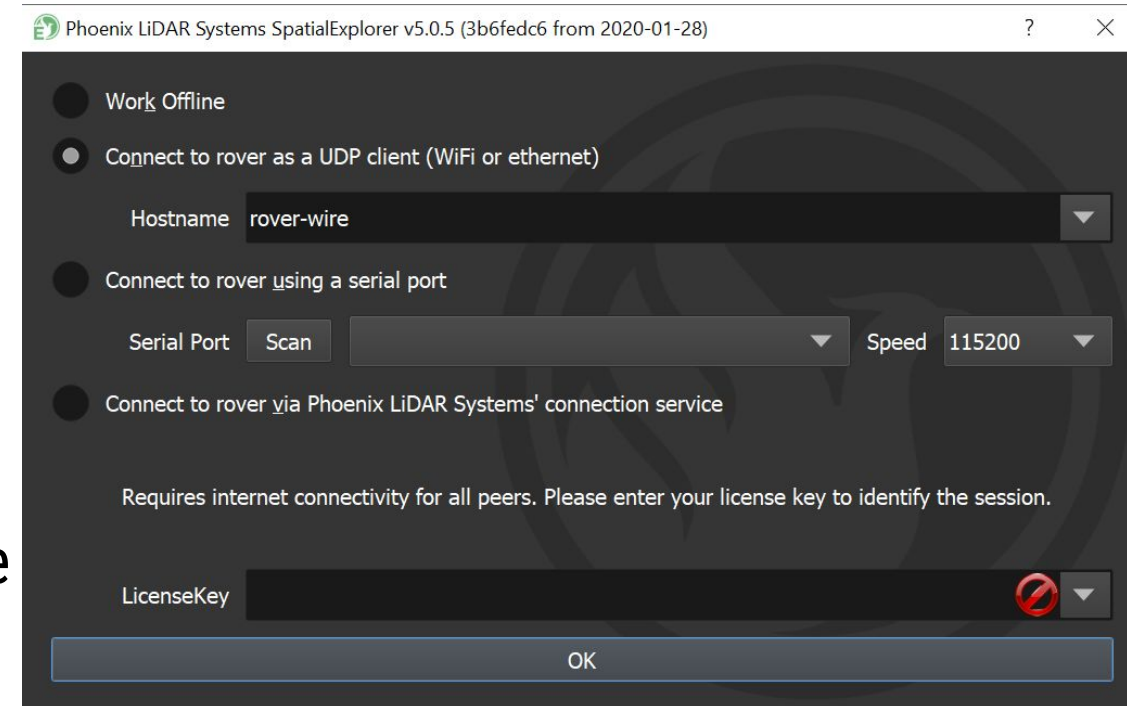 Phoenix LiDAR Systems SpatialExplorer v5.0.5 (3b6fedc6 from 2020-01-28) ? ×
Work Offline
Connect to rover as a UDP client (WiFi or ethernet)
Hostname rover-wire
Connect to rover using a serial port
Serial Port Scan Speed 115200
Connect to rover via Phoenix LiDAR Systems' connection service
Requires internet connectivity for all peers. Please enter your license key to identify the session.
e
LicenseKey
OK